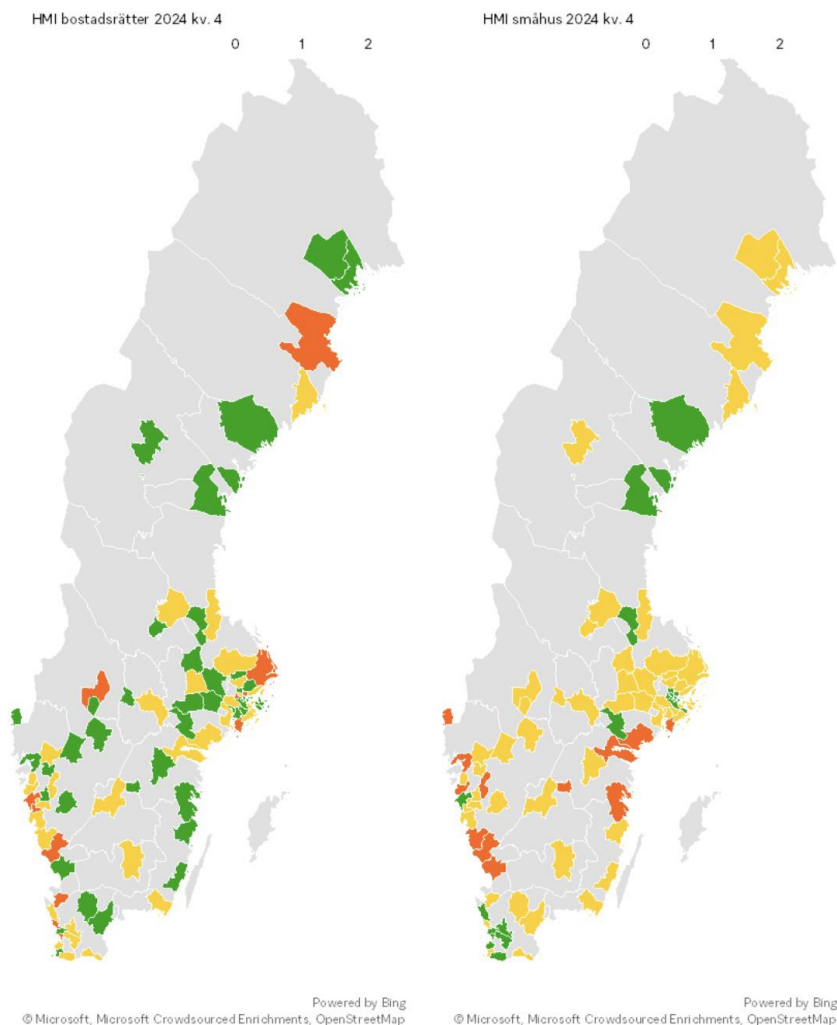 HMI bostadsrätter 2024 kv. 4
0 1 2
HMI småhus 2024 kv. 4
0 1 2
Powered by Bing
© Microsoft, Microsoft Crowdsourced Enrichments, OpenStreetMap
Powered by Bing
© Microsoft, Microsoft Crowdsourced Enrichments, OpenStreetMap